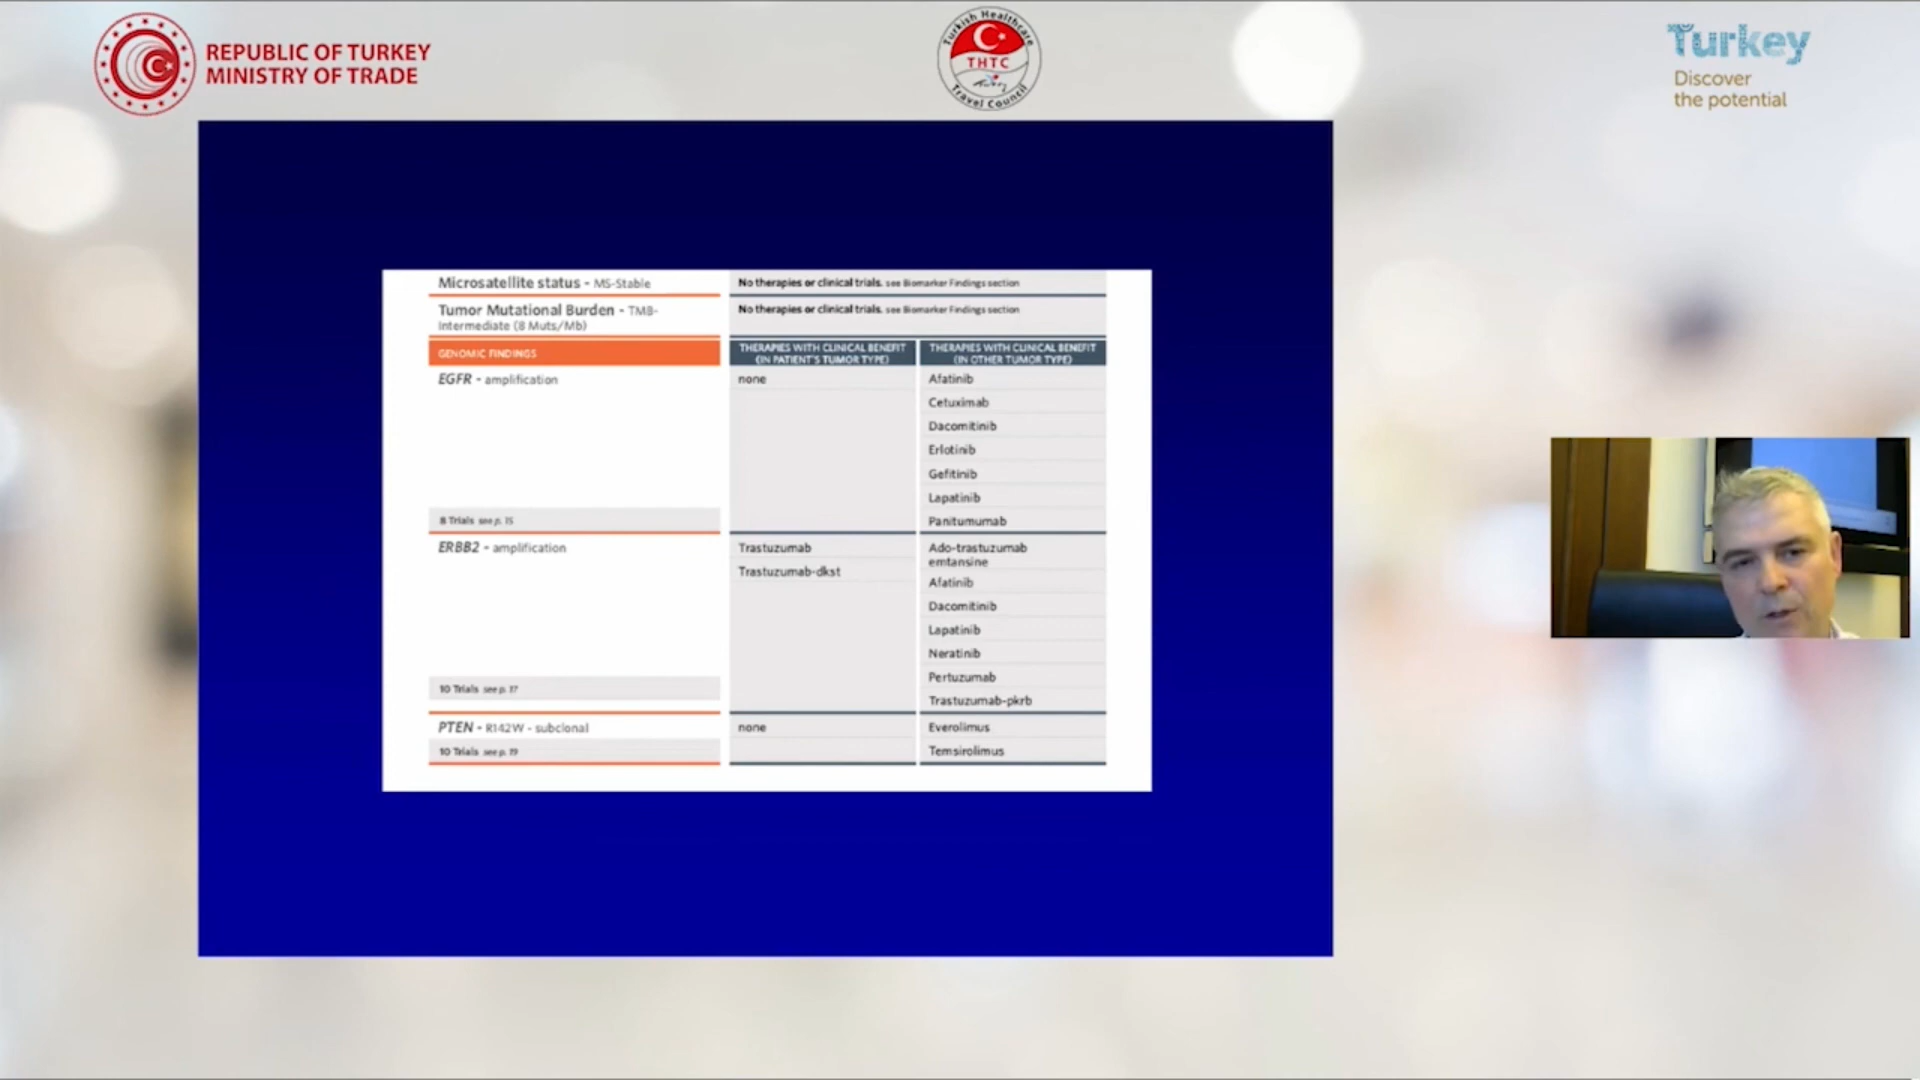 REPUBLIC OF TURKEY
MINISTRY OF TRADE
Turkish Healthcare
THTC
Travel Council
Turkey
Discover
the potential
Microsatellite status - MS-Stable
No therapies or clinical trials. see Biomarker Findings section
Tumor Mutational Burden - TMB-
Intermediate (8 Muts/Mb)
No therapies or clinical trials. see Biomarker Findings section
GENOMIC FINDINGS
THERAPIES WITH CLINICAL BENEFIT
(IN PATIENT'S TUMOR TYPE)
THERAPIES WITH CLINICAL BENEFIT
(IN OTHER TUMOR TYPE)
EGFR - amplification
none
Afatinib
Cetuximab
Dacomitinib
Erlotinib
Gefitinib
Lapatinib
Panitumumab
8 Trials see p. 15
ERBB2 - amplification
Trastuzumab
Trastuzumab-dkst
Ado-trastuzumab
emtansine
Afatinib
Dacomitinib
Lapatinib
Neratinib
Pertuzumab
Trastuzumab-pkrb
10 Trials see p. 17
PTEN - R142W - subclonal
none
Everolimus
Temsirolimus
10 Trials see p. 19